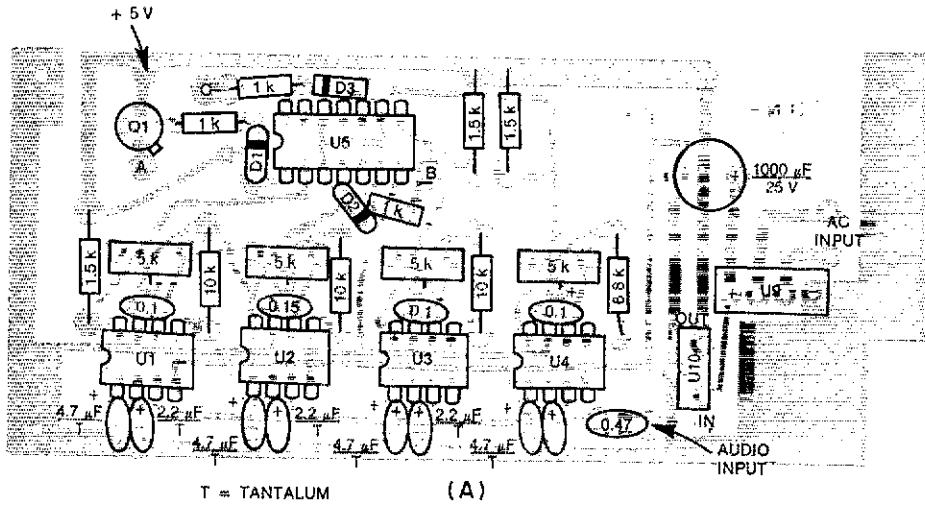 + 5 V
C
1 k
D3
Q1
1 k
D1
U5
1.5 k
1.5 k
A
B
D2
1 k
1000 µF
25 V
AC
INPUT
1.5 k
5 k
10 k
5 k
10 k
5 k
10 k
5 k
6.8 k
U9
0.1
0.15
0.1
0.1
OUT
U1
U2
U3
U4
U10
IN
4.7 µF
T
2.2 µF
T
4.7 µF
T
2.2 µF
T
4.7 µF
T
2.2 µF
T
4.7 µF
T
0.47
AUDIO
INPUT
T = TANTALUM
(A)